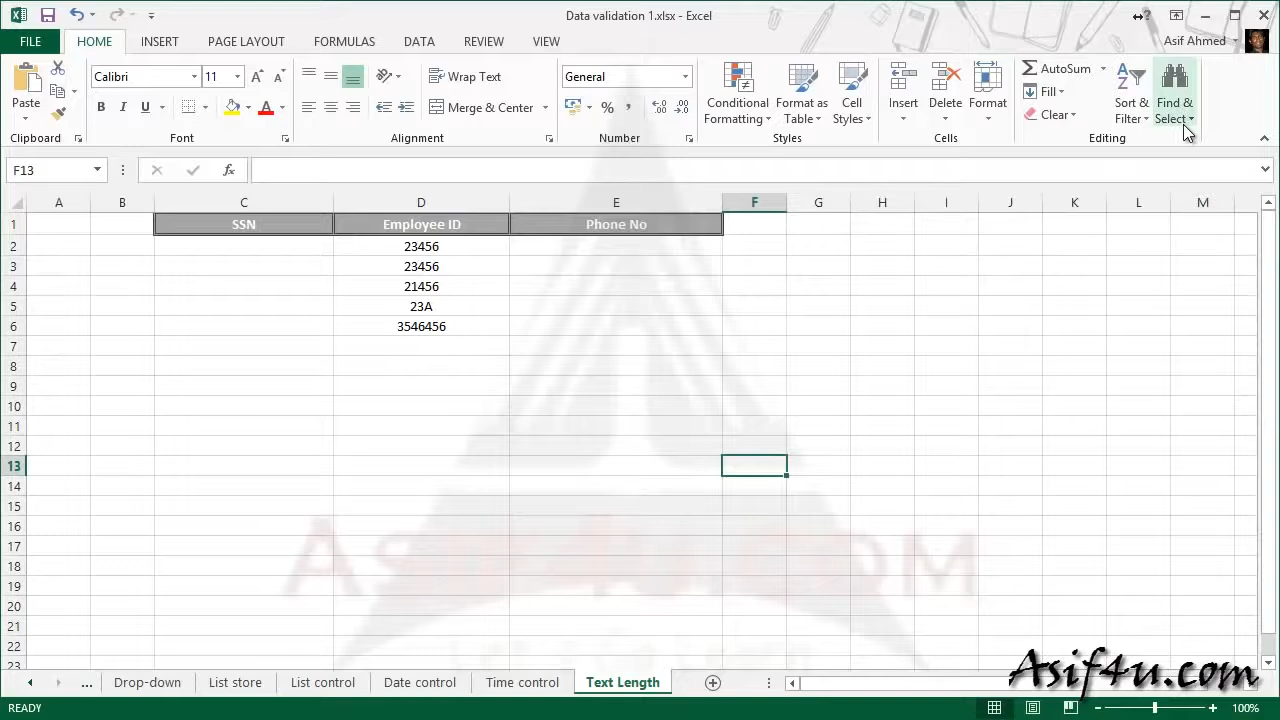 Data validation 1.xlsx - Excel
?
FILE HOME INSERT PAGE LAYOUT FORMULAS DATA REVIEW VIEW Asif Ahmed
Paste
Calibri 11
Wrap Text
General
Conditional Formatting
Format as Table
Cell Styles
Insert
Delete
Format
AutoSum
Fill
Clear
Sort & Filter
Find & Select
B I U A
Merge & Center
% ,
Clipboard Font Alignment Number Styles Cells Editing
F13 fx
A B C D E F G H I J K L M
1 SSN Employee ID Phone No
2 23456
3 23456
4 21456
5 23A
6 3546456
7
8
9
10
11
12
13
14
15
16
17
18
19
20
21
22
23
Asif4u.com
... Drop-down List store List control Date control Time control Text Length
READY 100%